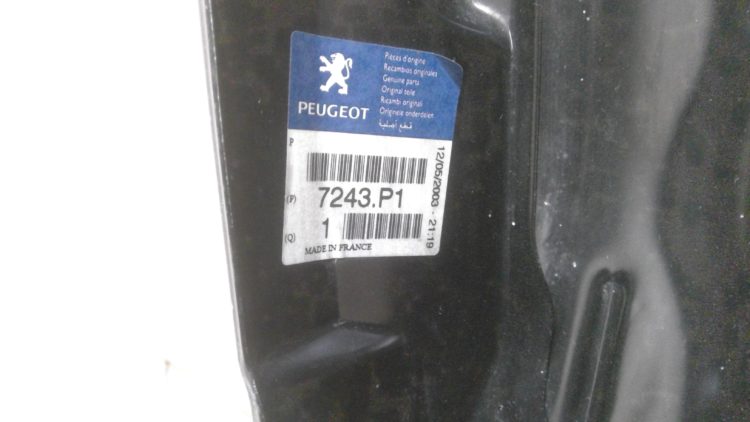 Pièces d'origine
Recambios originales
Genuine parts
Original teile
Ricambi originali
Originele onderdelen
قطع أصلية
PEUGEOT
P
(P) 7243.P1
(Q) 1
MADE IN FRANCE
12/05/2003 - 21:19